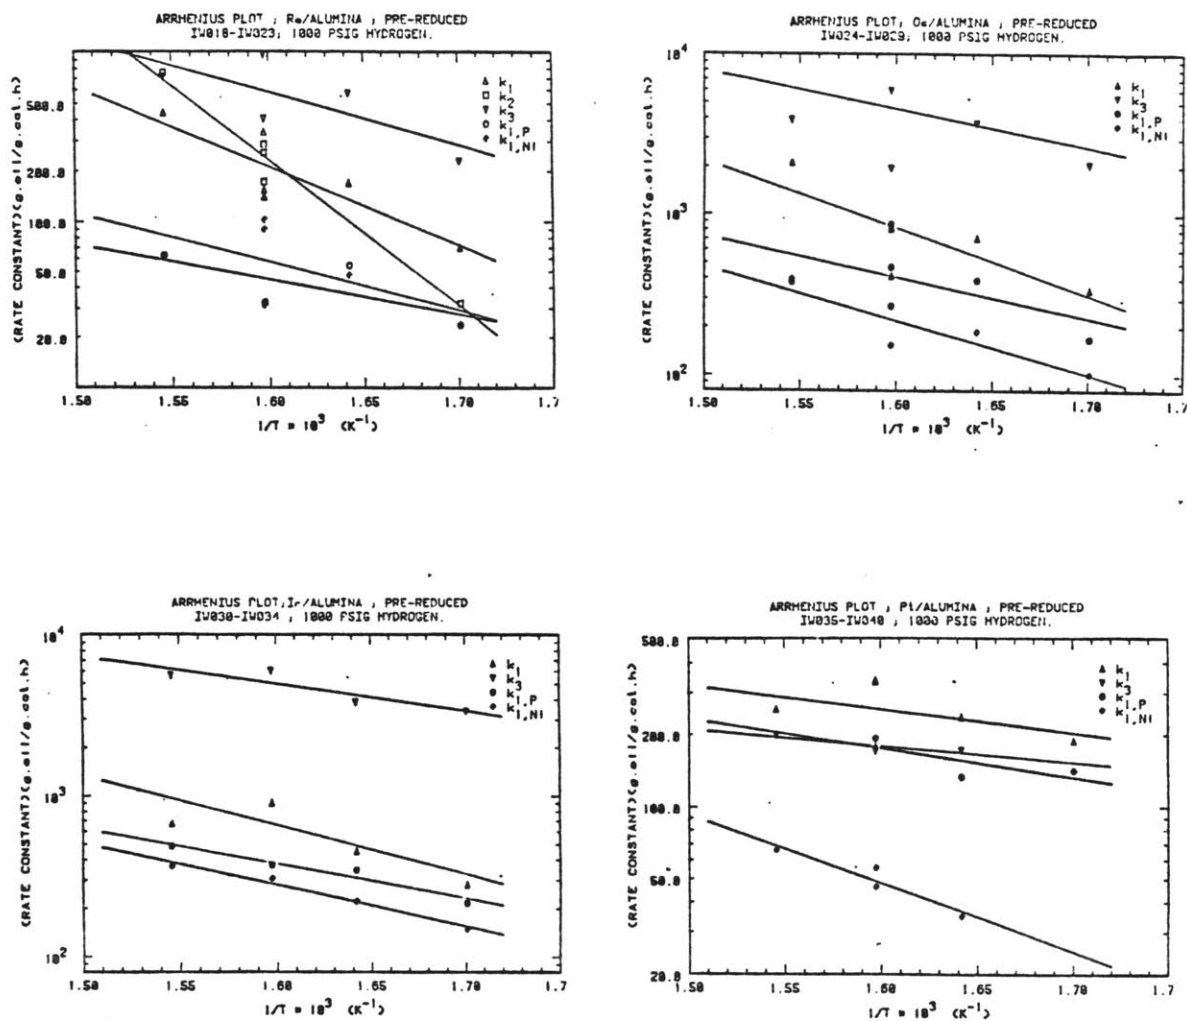 ARRHENIUS PLOT ; Re/ALUMINA ; PRE-REDUCED
IW018-IW023; 1000 PSIG HYDROGEN.
(RATE CONSTANT)(g.oil/g.cat.h)
500.0
200.0
100.0
50.0
20.0
k1
k2
k3
k1,P
k1,NI
1.50
1.55
1.60
1.65
1.70
1.7
1/T * 10^3 (K^-1)
ARRHENIUS PLOT; Os/ALUMINA ; PRE-REDUCED
IW024-IW029; 1000 PSIG HYDROGEN.
(RATE CONSTANT)(g.oil/g.cat.h)
10^4
10^3
10^2
k1
k3
k1,P
k1,NI
1.50
1.55
1.60
1.65
1.70
1.7
1/T * 10^3 (K^-1)
ARRHENIUS PLOT;Ir/ALUMINA ; PRE-REDUCED
IW030-IW034 ; 1000 PSIG HYDROGEN.
(RATE CONSTANT)(g.oil/g.cat.h)
10^4
10^3
10^2
k1
k3
k1,P
k1,NI
1.50
1.55
1.60
1.65
1.70
1.7
1/T * 10^3 (K^-1)
ARRHENIUS PLOT ; Pt/ALUMINA ; PRE-REDUCED
IW035-IW040 ; 1000 PSIG HYDROGEN.
(RATE CONSTANT)(g.oil/g.cat.h)
500.0
200.0
100.0
50.0
20.0
k1
k3
k1,P
k1,NI
1.50
1.55
1.60
1.65
1.70
1.7
1/T * 10^3 (K^-1)